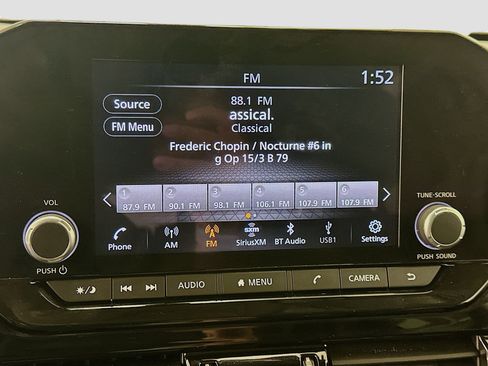 FM 1:52
Source
88.1 FM
assical.
FM Menu
Classical
Frederic Chopin / Nocturne #6 in
g Op 15/3 B 79
1 2 3 4 5 6
87.9 FM 90.1 FM 98.1 FM 106.1 FM 107.9 FM 107.9 FM
Phone AM FM sxm SiriusXM BT Audio USB1 Settings
VOL
PUSH
TUNE·SCROLL
PUSH SOUND
AUDIO MENU CAMERA